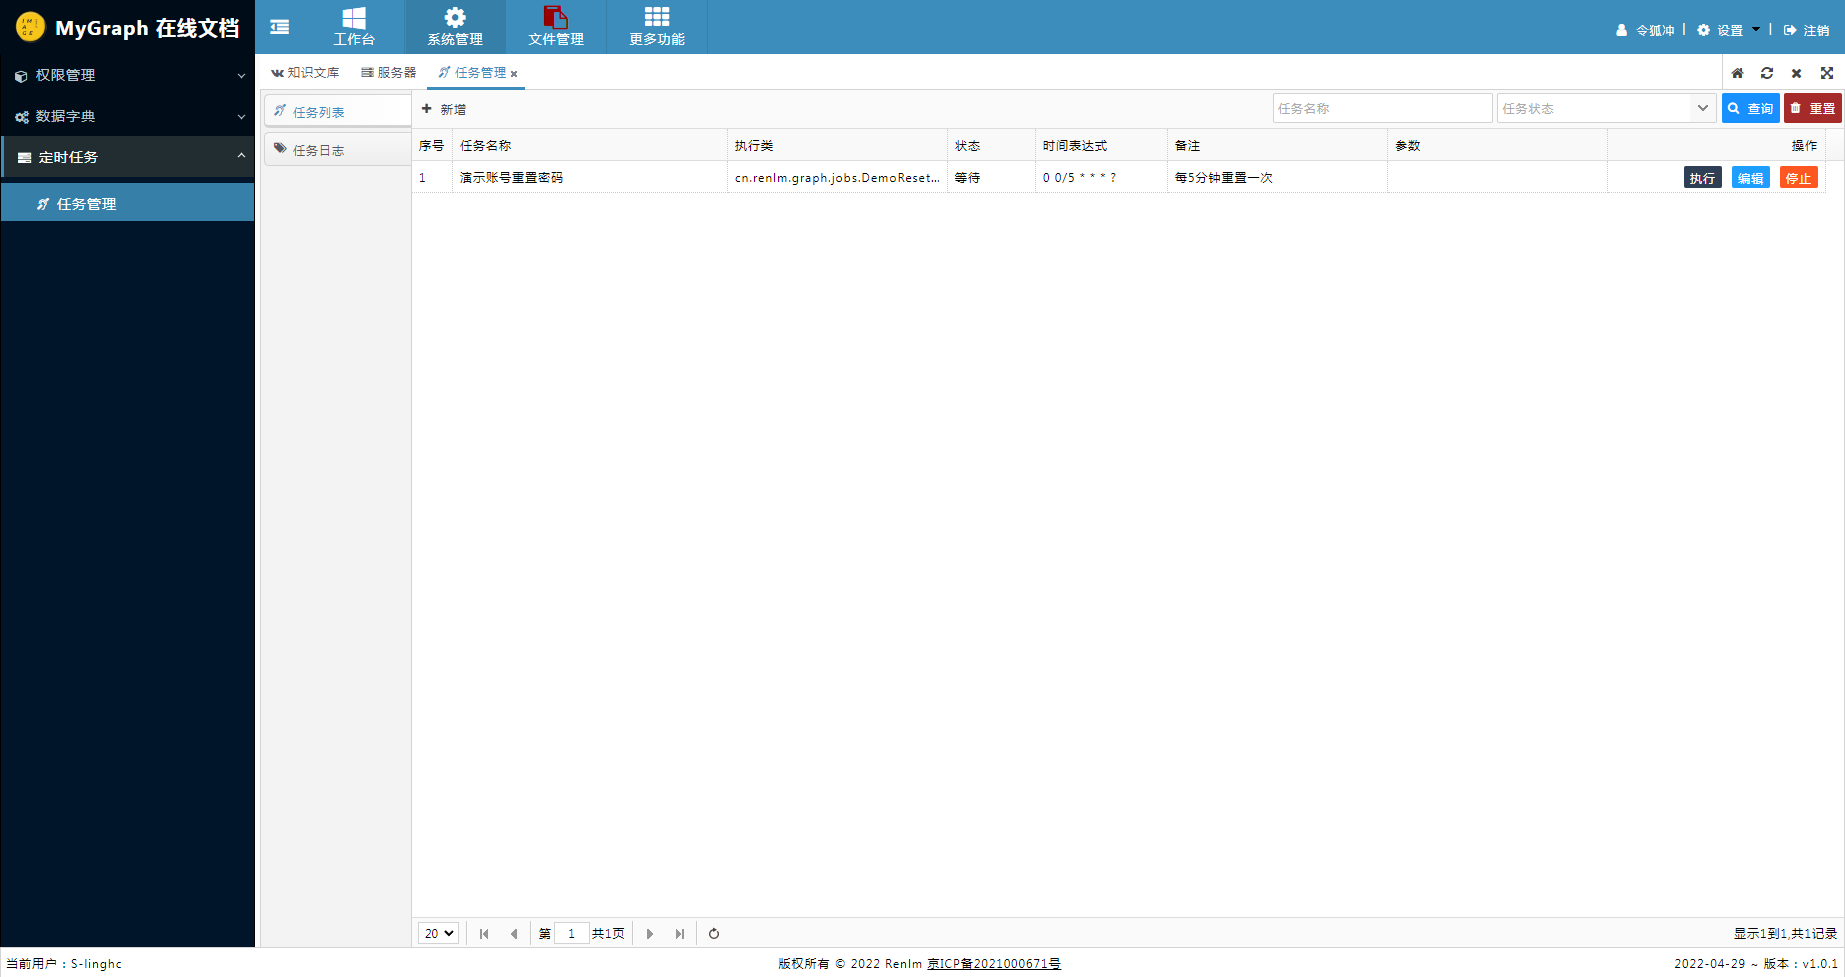 MyGraph 在线文档
工作台
系统管理
文件管理
更多功能
令狐冲
设置
注销
权限管理
数据字典
定时任务
任务管理
知识文库
服务器
任务管理
任务列表
任务日志
新增
任务名称
任务状态
查询
重置
序号 任务名称 执行类 状态 时间表达式 备注 参数 操作
1 演示账号重置密码 cn.renlm.graph.jobs.DemoReset... 等待 0 0/5 * * * ? 每5分钟重置一次 执行 编辑 停止
20 第 1 共1页
显示1到1,共1记录
当前用户：S-linghc
版权所有 © 2022 Renlm 京ICP备2021000671号
2022-04-29 ~ 版本：v1.0.1